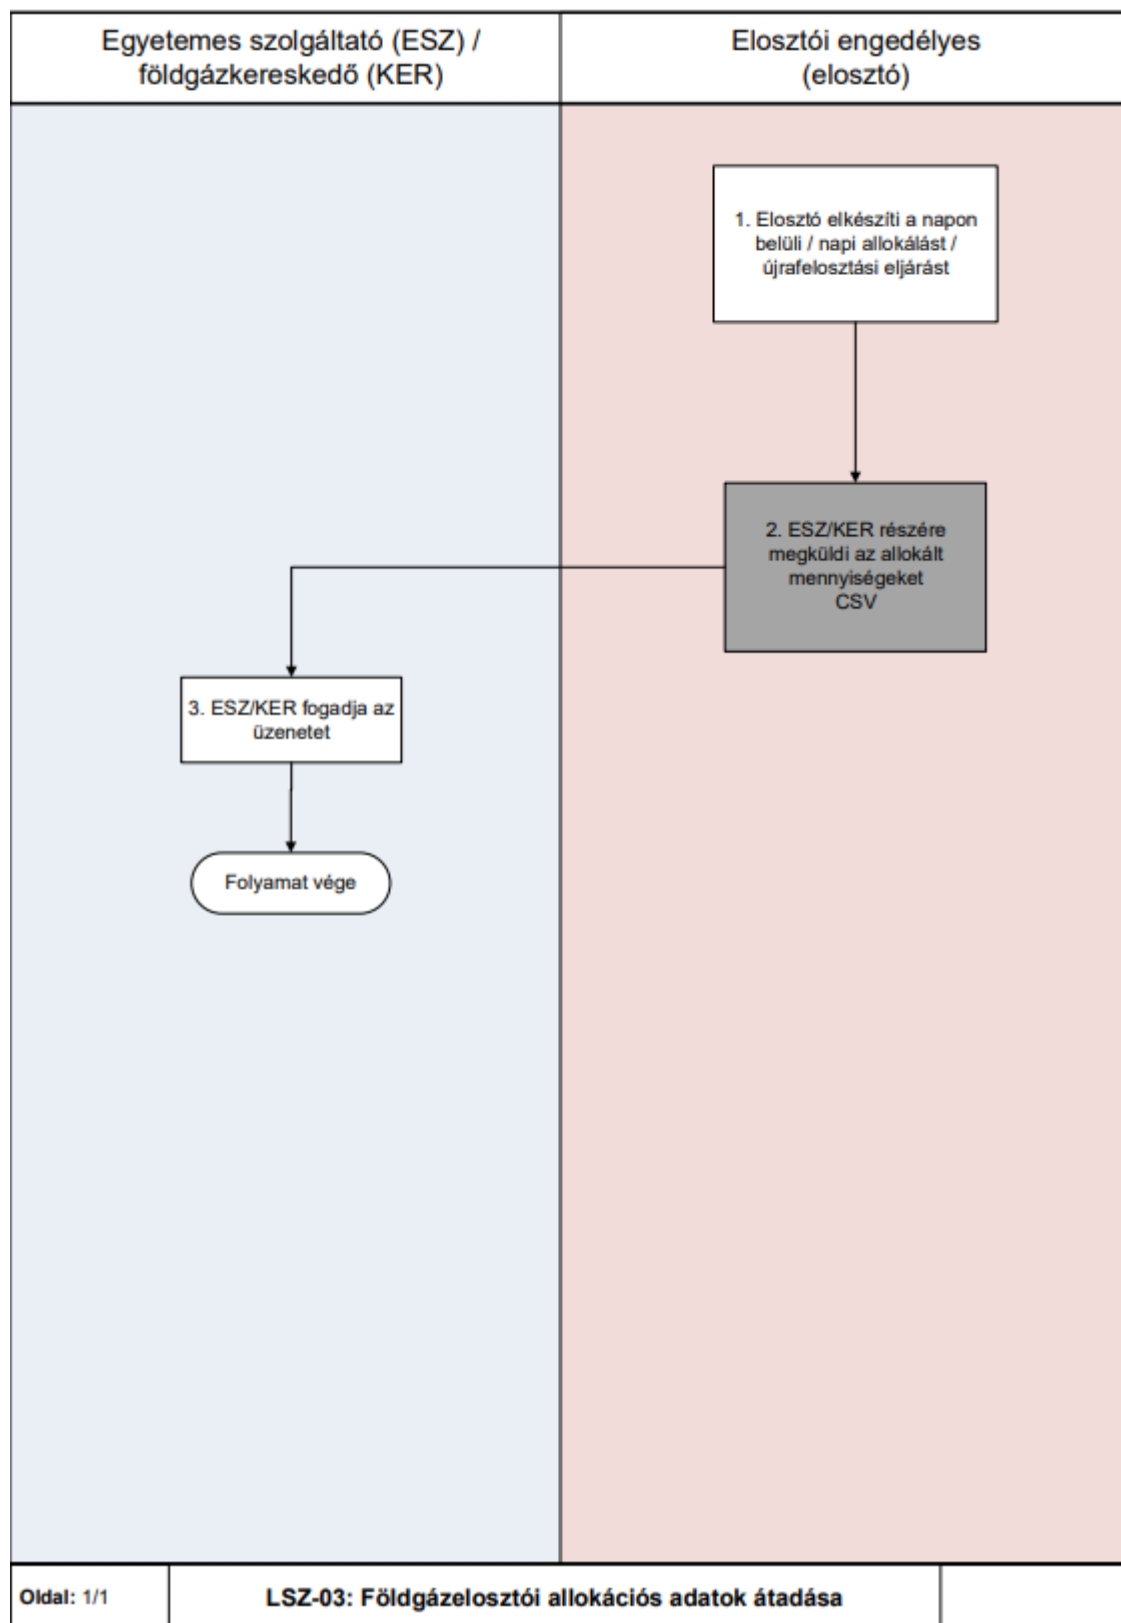 Egyetemes szolgáltató (ESZ) /
földgázkereskedő (KER)
Elosztói engedélyes
(elosztó)
1. Elosztó elkészíti a napon
belüli / napi allokálást /
újrafelosztási eljárást
2. ESZ/KER részére
megküldi az allokált
mennyiségeket
CSV
3. ESZ/KER fogadja az
üzenetet
Folyamat vége
Oldal: 1/1
LSZ-03: Földgázelosztói allokációs adatok átadása